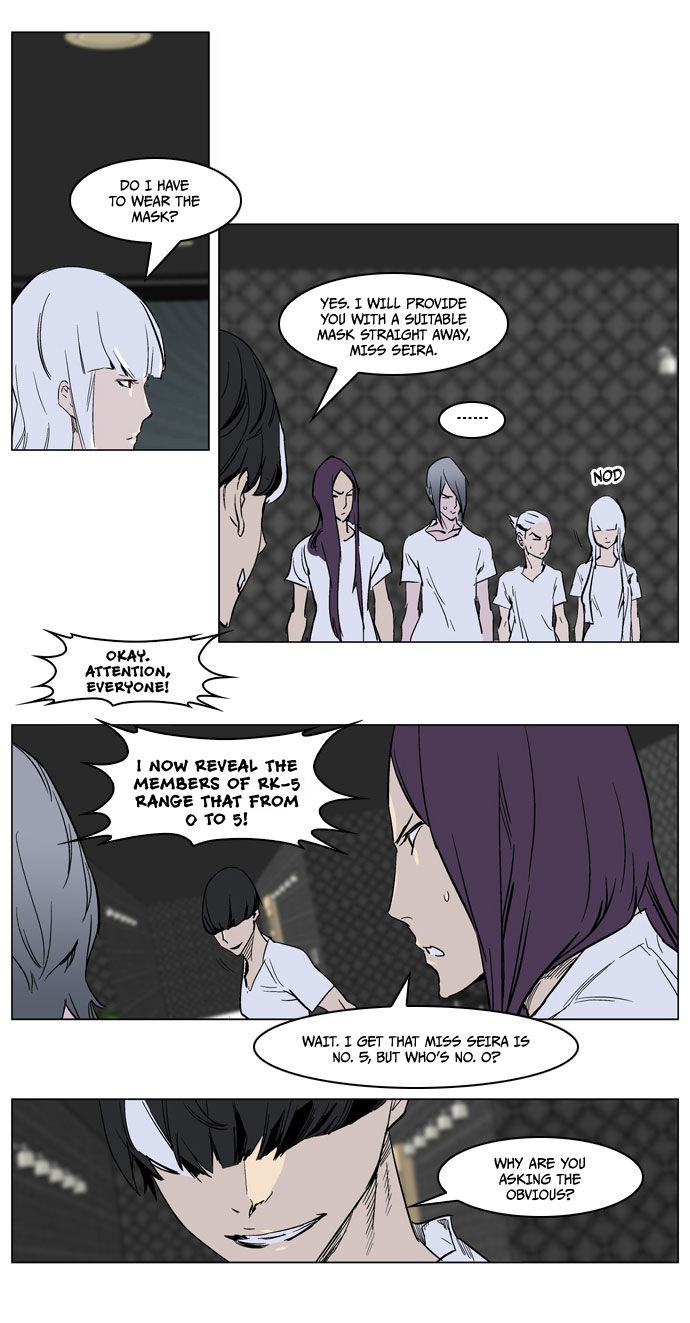 DO I HAVE
TO WEAR THE
MASK?
YES. I WILL PROVIDE
YOU WITH A SUITABLE
MASK STRAIGHT AWAY,
MISS SEIRA.
------
NOD
OKAY.
ATTENTION,
EVERYONE!
I NOW REVEAL THE
MEMBERS OF RK-5
RANGE THAT FROM
0 TO 5!
WAIT. I GET THAT MISS SEIRA IS
NO. 5, BUT WHO'S NO. 0?
WHY ARE YOU
ASKING THE
OBVIOUS?